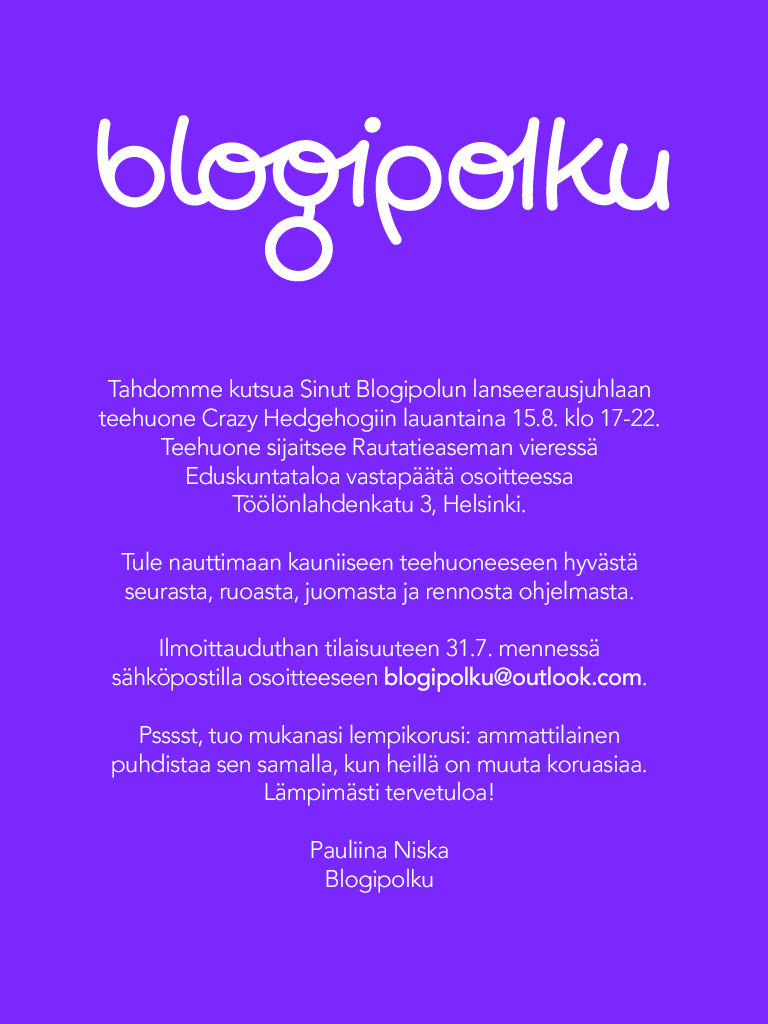 blogipolku
Tahdomme kutsua Sinut Blogipolun lanseerausjuhlaan
teehuone Crazy Hedgehogiin lauantaina 15.8. klo 17-22.
Teehuone sijaitsee Rautatieaseman vieressä
Eduskuntataloa vastapäätä osoitteessa
Töölönlahdenkatu 3, Helsinki.
Tule nauttimaan kauniiseen teehuoneeseen hyvästä
seurasta, ruoasta, juomasta ja rennosta ohjelmasta.
Ilmoittauduthan tilaisuuteen 31.7. mennessä
sähköpostilla osoitteeseen blogipolku@outlook.com.
Psssst, tuo mukanasi lempikorusi: ammattilainen
puhdistaa sen samalla, kun heillä on muuta koruasiaa.
Lämpimästi tervetuloa!
Pauliina Niska
Blogipolku